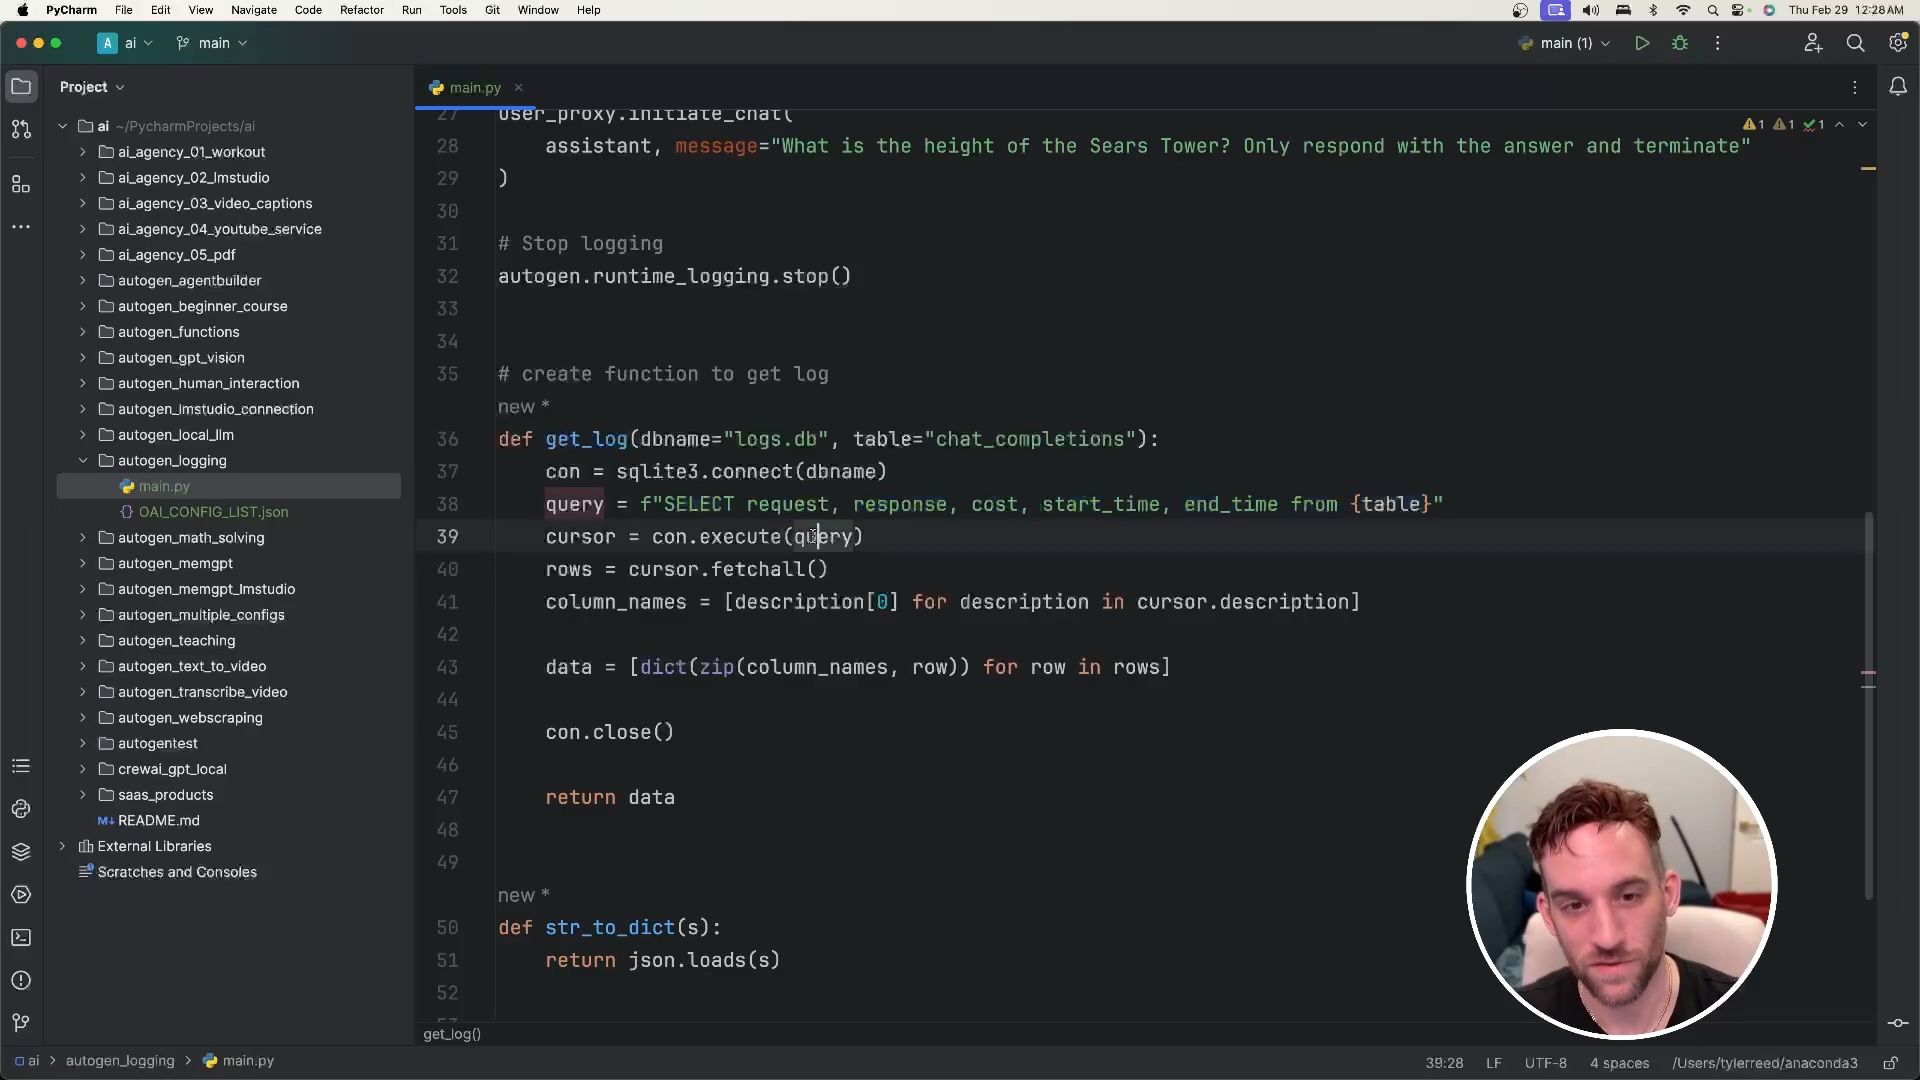 PyCharm File Edit View Navigate Code Refactor Run Tools Git Window Help Thu Feb 29 12:28 AM
A ai main main (1)
Project
main.py
ai ~/PycharmProjects/ai
ai_agency_01_workout
ai_agency_02_lmstudio
ai_agency_03_video_captions
ai_agency_04_youtube_service
ai_agency_05_pdf
autogen_agentbuilder
autogen_beginner_course
autogen_functions
autogen_gpt_vision
autogen_human_interaction
autogen_lmstudio_connection
autogen_local_llm
autogen_logging
main.py
OAI_CONFIG_LIST.json
autogen_math_solving
autogen_memgpt
autogen_memgpt_lmstudio
autogen_multiple_configs
autogen_teaching
autogen_text_to_video
autogen_transcribe_video
autogen_webscraping
autogentest
crewai_gpt_local
saas_products
README.md
External Libraries
Scratches and Consoles
1 1 1
27 user_proxy.initiate_chat(
28 assistant, message="What is the height of the Sears Tower? Only respond with the answer and terminate"
29 )
30
31 # Stop logging
32 autogen.runtime_logging.stop()
33
34
35 # create function to get log
new *
36 def get_log(dbname="logs.db", table="chat_completions"):
37 con = sqlite3.connect(dbname)
38 query = f"SELECT request, response, cost, start_time, end_time from {table}"
39 cursor = con.execute(query)
40 rows = cursor.fetchall()
41 column_names = [description[0] for description in cursor.description]
42
43 data = [dict(zip(column_names, row)) for row in rows]
44
45 con.close()
46
47 return data
48
49
new *
50 def str_to_dict(s):
51 return json.loads(s)
52
get_log()
ai > autogen_logging > main.py 39:28 LF UTF-8 4 spaces /Users/tylerreed/anaconda3